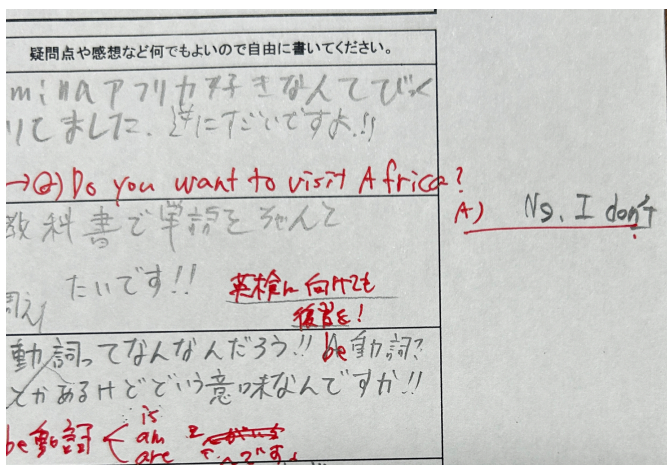 疑問点や感想など何でもよいので自由に書いてください。
minaアフリカ好きなんてびっく
りしました、逆にすごいですよ!!
→Q) Do you want to visit Africa?
A) No, I don't
教科書で単語をちゃんと
たいです!!
英検に向けても
復習を!
動詞ってなんなんだろう!! be動詞?
とかあるけどどいう意味なんですか!!
be動詞< is
am
are